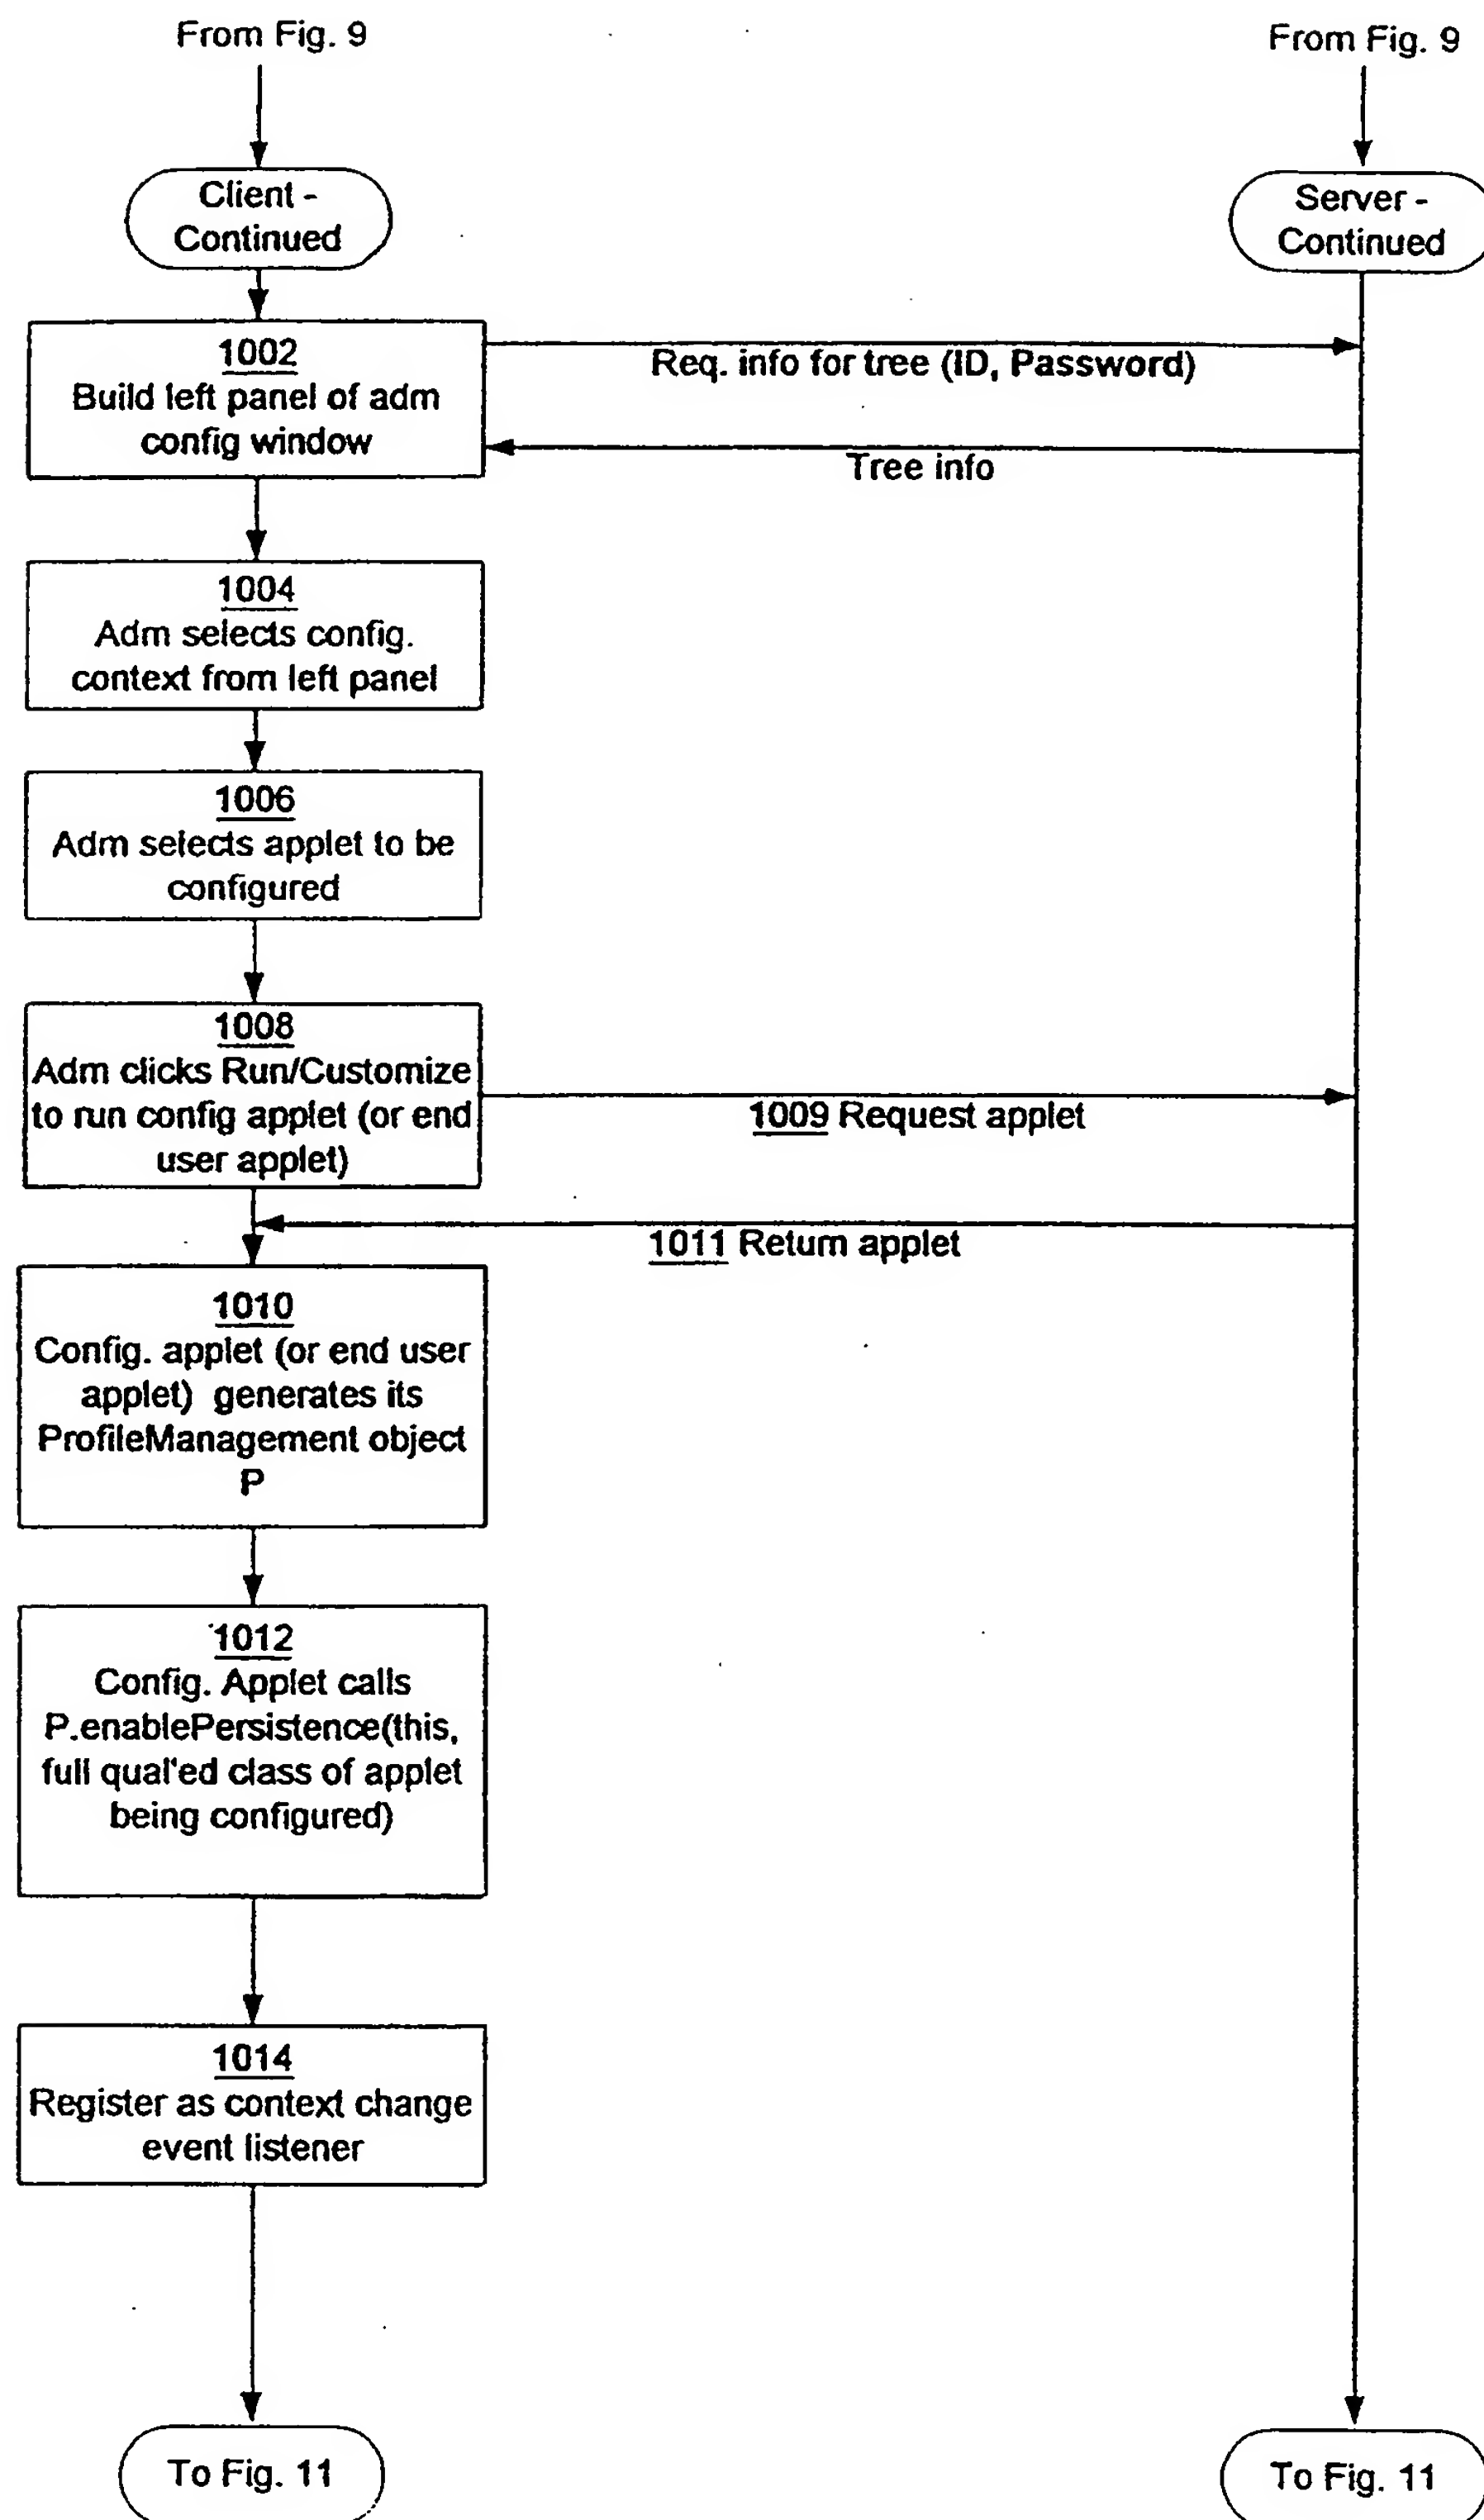 From Fig. 9
From Fig. 9
Client -
Continued
Server -
Continued
1002
Build left panel of adm
config window
Req. info for tree (ID, Password)
Tree info
1004
Adm selects config.
context from left panel
1006
Adm selects applet to be
configured
1008
Adm clicks Run/Customize
to run config applet (or end
user applet)
1009 Request applet
1011 Return applet
1010
Config. applet (or end user
applet) generates its
ProfileManagement object
P
1012
Config. Applet calls
P.enablePersistence(this,
full qual'ed class of applet
being configured)
1014
Register as context change
event listener
To Fig. 11
To Fig. 11